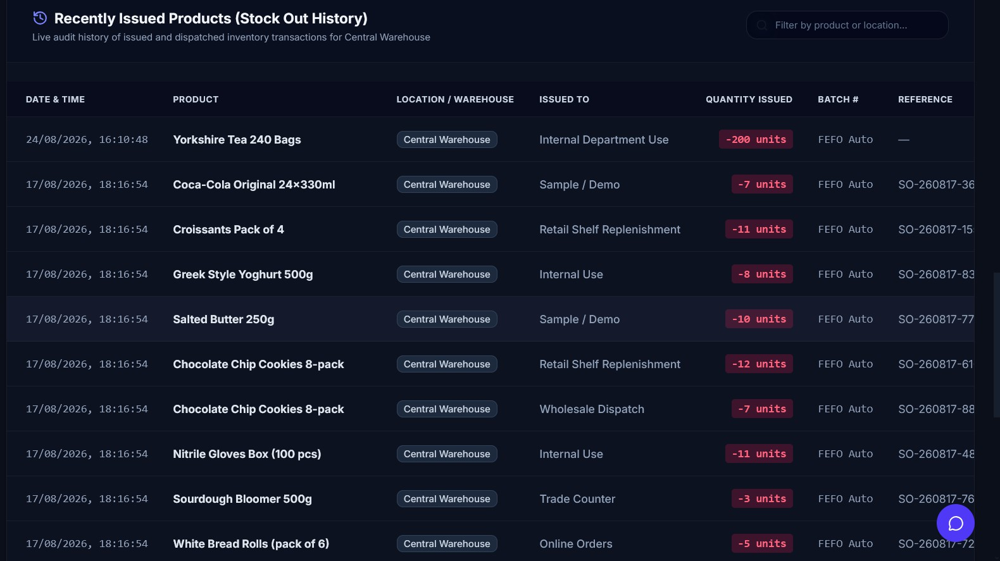 Recently Issued Products (Stock Out History)
Live audit history of issued and dispatched inventory transactions for Central Warehouse
Filter by product or location...
DATE & TIME PRODUCT LOCATION / WAREHOUSE ISSUED TO QUANTITY ISSUED BATCH # REFERENCE
24/08/2026, 16:10:48 Yorkshire Tea 240 Bags Central Warehouse Internal Department Use -200 units FEFO Auto —
17/08/2026, 18:16:54 Coca-Cola Original 24×330ml Central Warehouse Sample / Demo -7 units FEFO Auto SO-260817-36
17/08/2026, 18:16:54 Croissants Pack of 4 Central Warehouse Retail Shelf Replenishment -11 units FEFO Auto SO-260817-15
17/08/2026, 18:16:54 Greek Style Yoghurt 500g Central Warehouse Internal Use -8 units FEFO Auto SO-260817-83
17/08/2026, 18:16:54 Salted Butter 250g Central Warehouse Sample / Demo -10 units FEFO Auto SO-260817-77
17/08/2026, 18:16:54 Chocolate Chip Cookies 8-pack Central Warehouse Retail Shelf Replenishment -12 units FEFO Auto SO-260817-61
17/08/2026, 18:16:54 Chocolate Chip Cookies 8-pack Central Warehouse Wholesale Dispatch -7 units FEFO Auto SO-260817-88
17/08/2026, 18:16:54 Nitrile Gloves Box (100 pcs) Central Warehouse Internal Use -11 units FEFO Auto SO-260817-48
17/08/2026, 18:16:54 Sourdough Bloomer 500g Central Warehouse Trade Counter -3 units FEFO Auto SO-260817-76
17/08/2026, 18:16:54 White Bread Rolls (pack of 6) Central Warehouse Online Orders -5 units FEFO Auto SO-260817-72